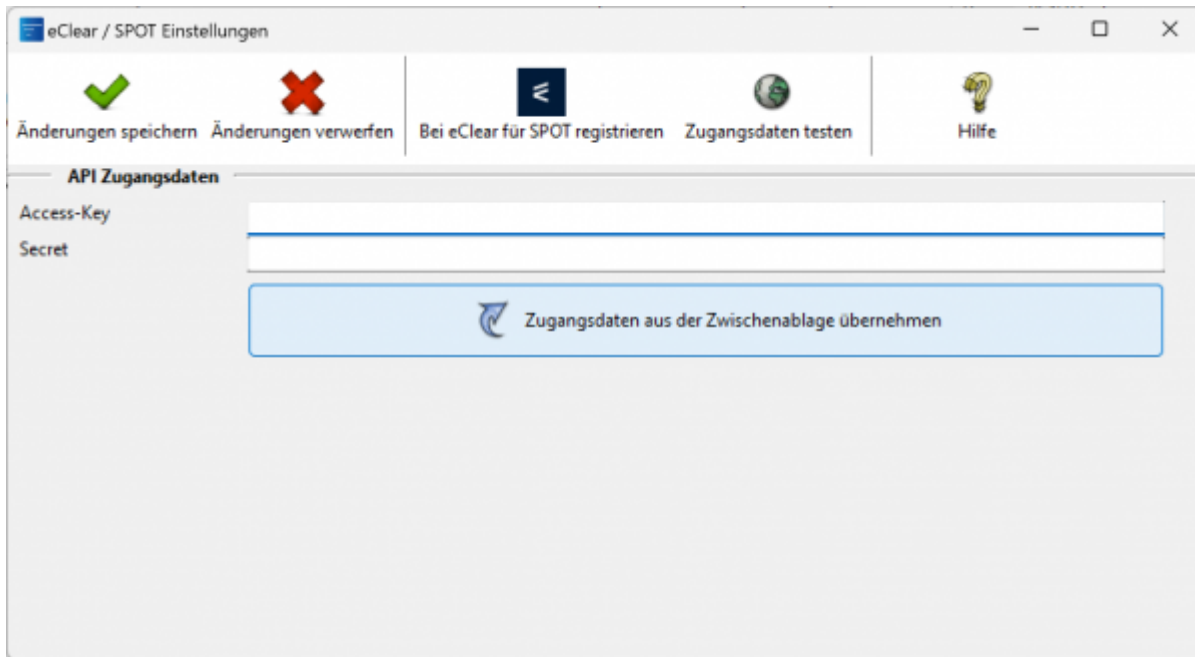 eClear / SPOT Einstellungen
Änderungen speichern Änderungen verwerfen Bei eClear für SPOT registrieren Zugangsdaten testen Hilfe
API Zugangsdaten
Access-Key
Secret
Zugangsdaten aus der Zwischenablage übernehmen